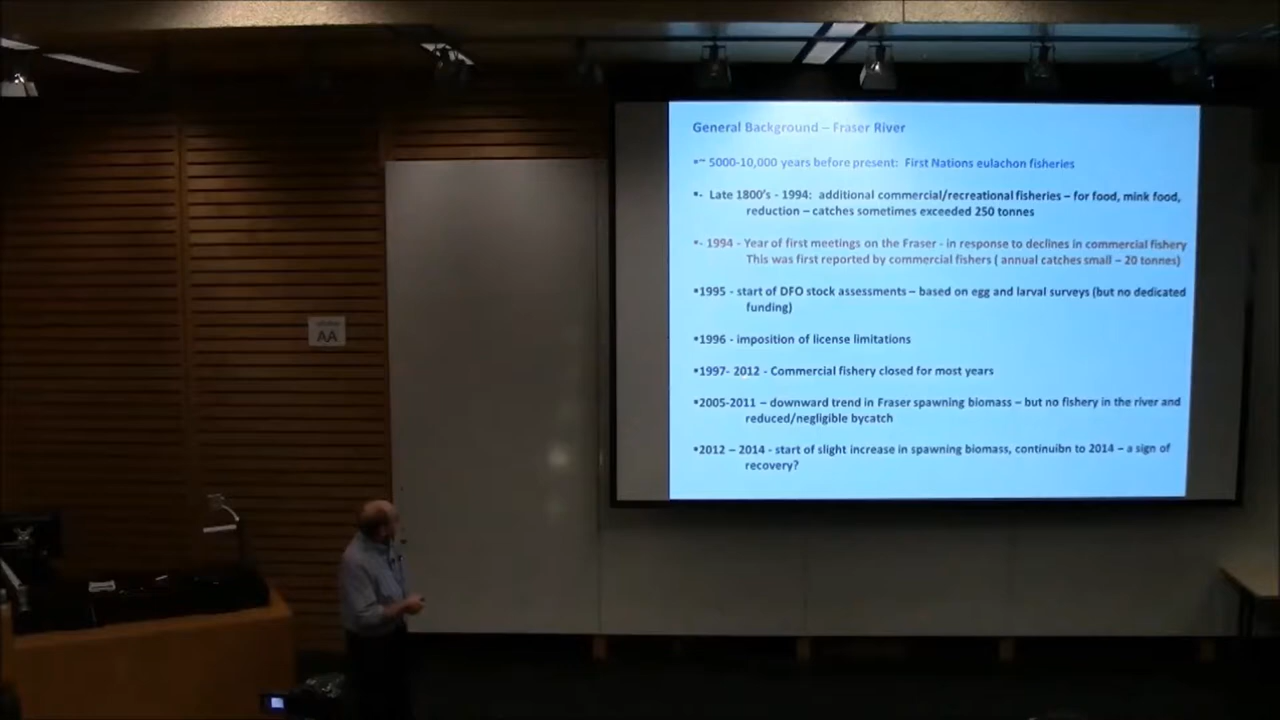 General Background – Fraser River
•~ 5000-10,000 years before present: First Nations eulachon fisheries
•- Late 1800's - 1994: additional commercial/recreational fisheries – for food, mink food,
reduction – catches sometimes exceeded 250 tonnes
•- 1994 - Year of first meetings on the Fraser - in response to declines in commercial fishery
This was first reported by commercial fishers ( annual catches small – 20 tonnes)
•1995 - start of DFO stock assessments – based on egg and larval surveys (but no dedicated
funding)
•1996 - imposition of license limitations
•1997- 2012 - Commercial fishery closed for most years
•2005-2011 – downward trend in Fraser spawning biomass – but no fishery in the river and
reduced/negligible bycatch
•2012 – 2014 - start of slight increase in spawning biomass, continuibn to 2014 – a sign of
recovery?
AA